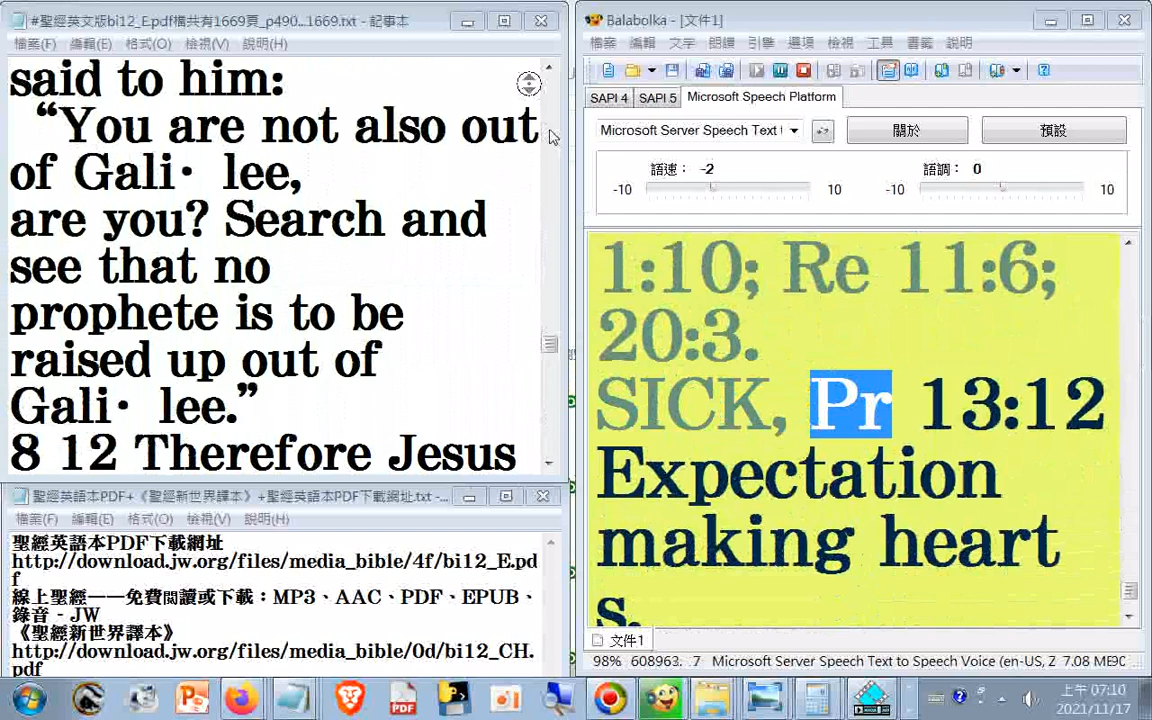 #聖經英文版bi12_Epdf檔共有1669頁_p490...1669.txt - 記事本
檔案(F) 編輯(E) 格式(O) 檢視(V) 說明(H)
said to him:
“You are not also out
of Gali· lee,
are you? Search and
see that no
prophete is to be
raised up out of
Gali· lee.”
8 12 Therefore Jesus
聖經英語本PDF+《聖經新世界譯本》+聖經英語本PDF下載網址.txt -...
檔案(F) 編輯(E) 格式(O) 檢視(V) 說明(H)
聖經英語本PDF下載網址
http://download.jw.org/files/media_bible/4f/bi12_E.pd
f
線上聖經——免費閱讀或下載：MP3、AAC、PDF、EPUB、
錄音 - JW
《聖經新世界譯本》
http://download.jw.org/files/media_bible/0d/bi12_CH.
pdf
Balabolka - [文件1]
檔案 編輯 文字 朗讀 引擎 選項 檢視 工具 書籤 說明
SAPI 4 SAPI 5 Microsoft Speech Platform
Microsoft Server Speech Text 關於 預設
語速： -2 語調： 0
-10 10 -10 10
1:10; Re 11:6;
20:3.
SICK, Pr 13:12
Expectation
making heart
s.
文件1
98% 608963. .7 Microsoft Server Speech Text to Speech Voice (en-US, Z 7.08 ME90
上午 07:10
2021/11/17